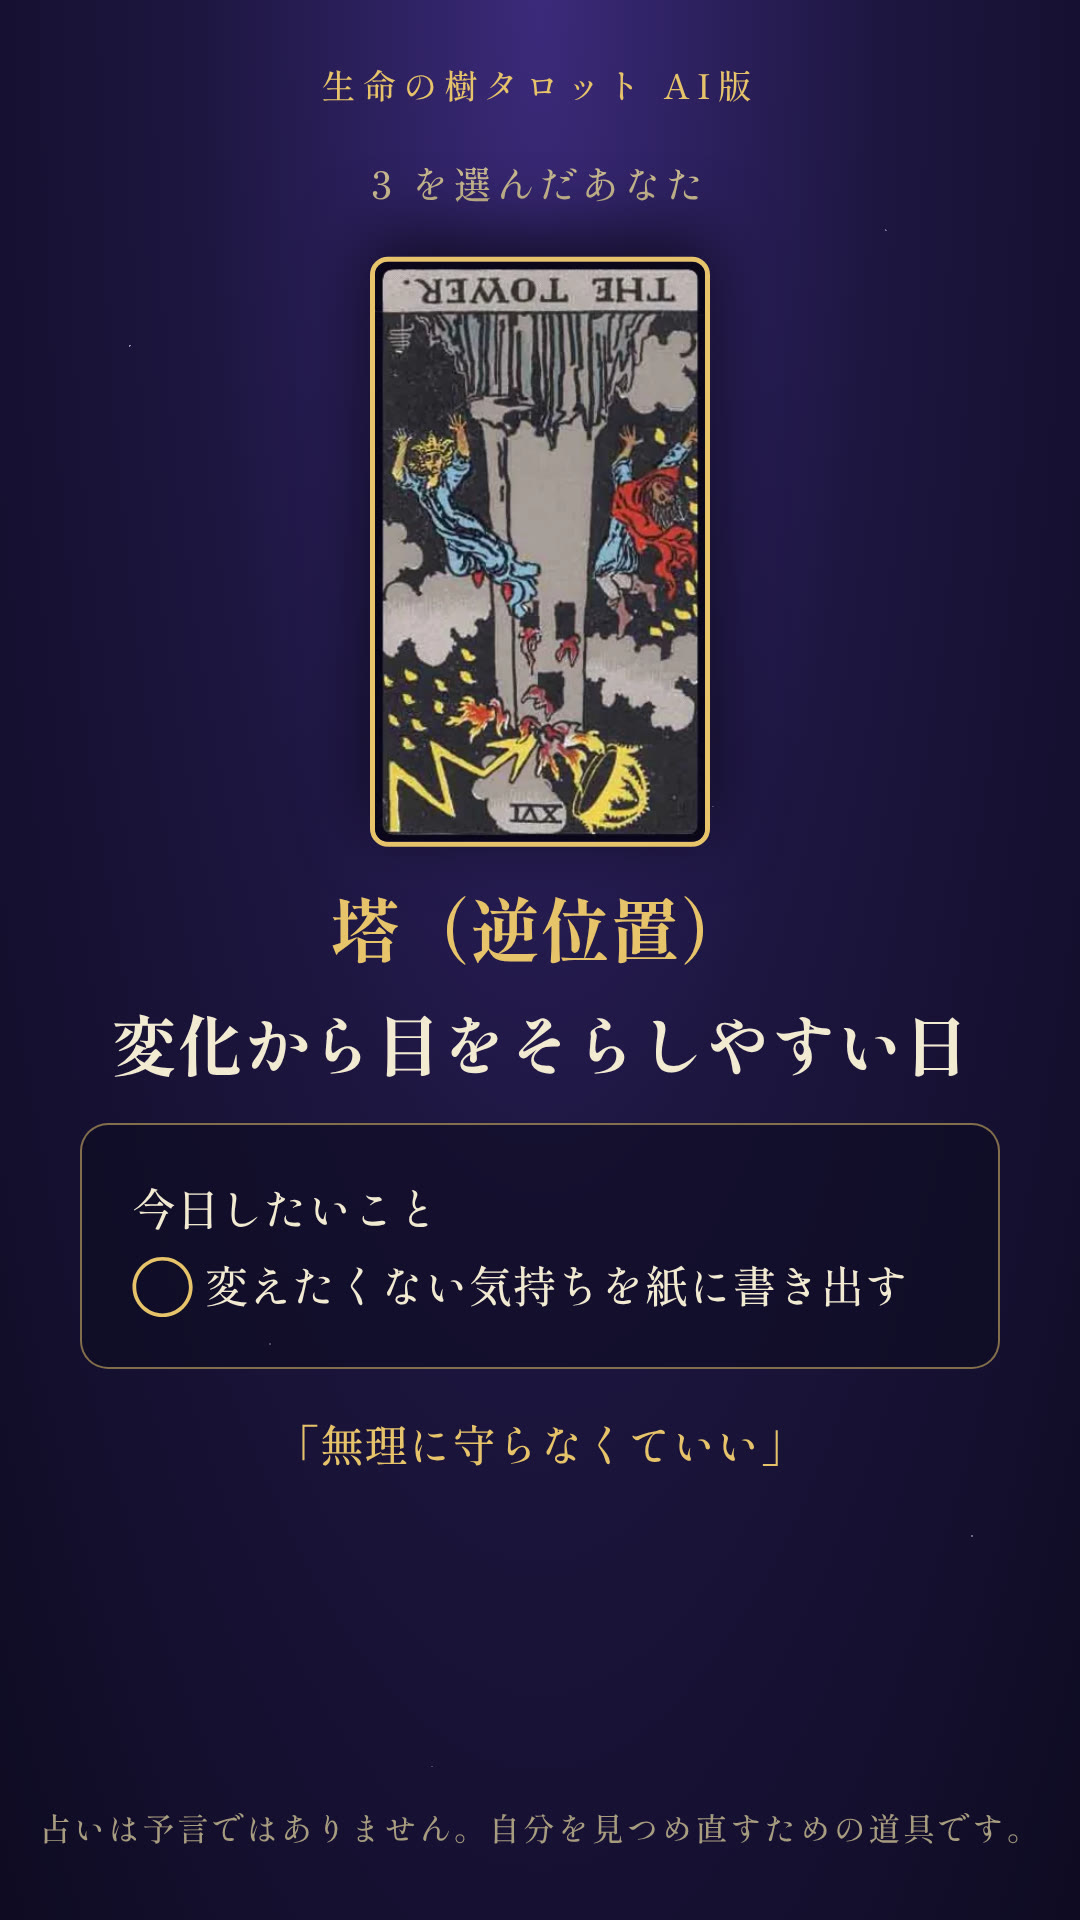 生命の樹タロット AI版
3 を選んだあなた
THE TOWER.
XVI
塔（逆位置）
変化から目をそらしやすい日
今日したいこと
◯ 変えたくない気持ちを紙に書き出す
「無理に守らなくていい」
占いは予言ではありません。自分を見つめ直すための道具です。